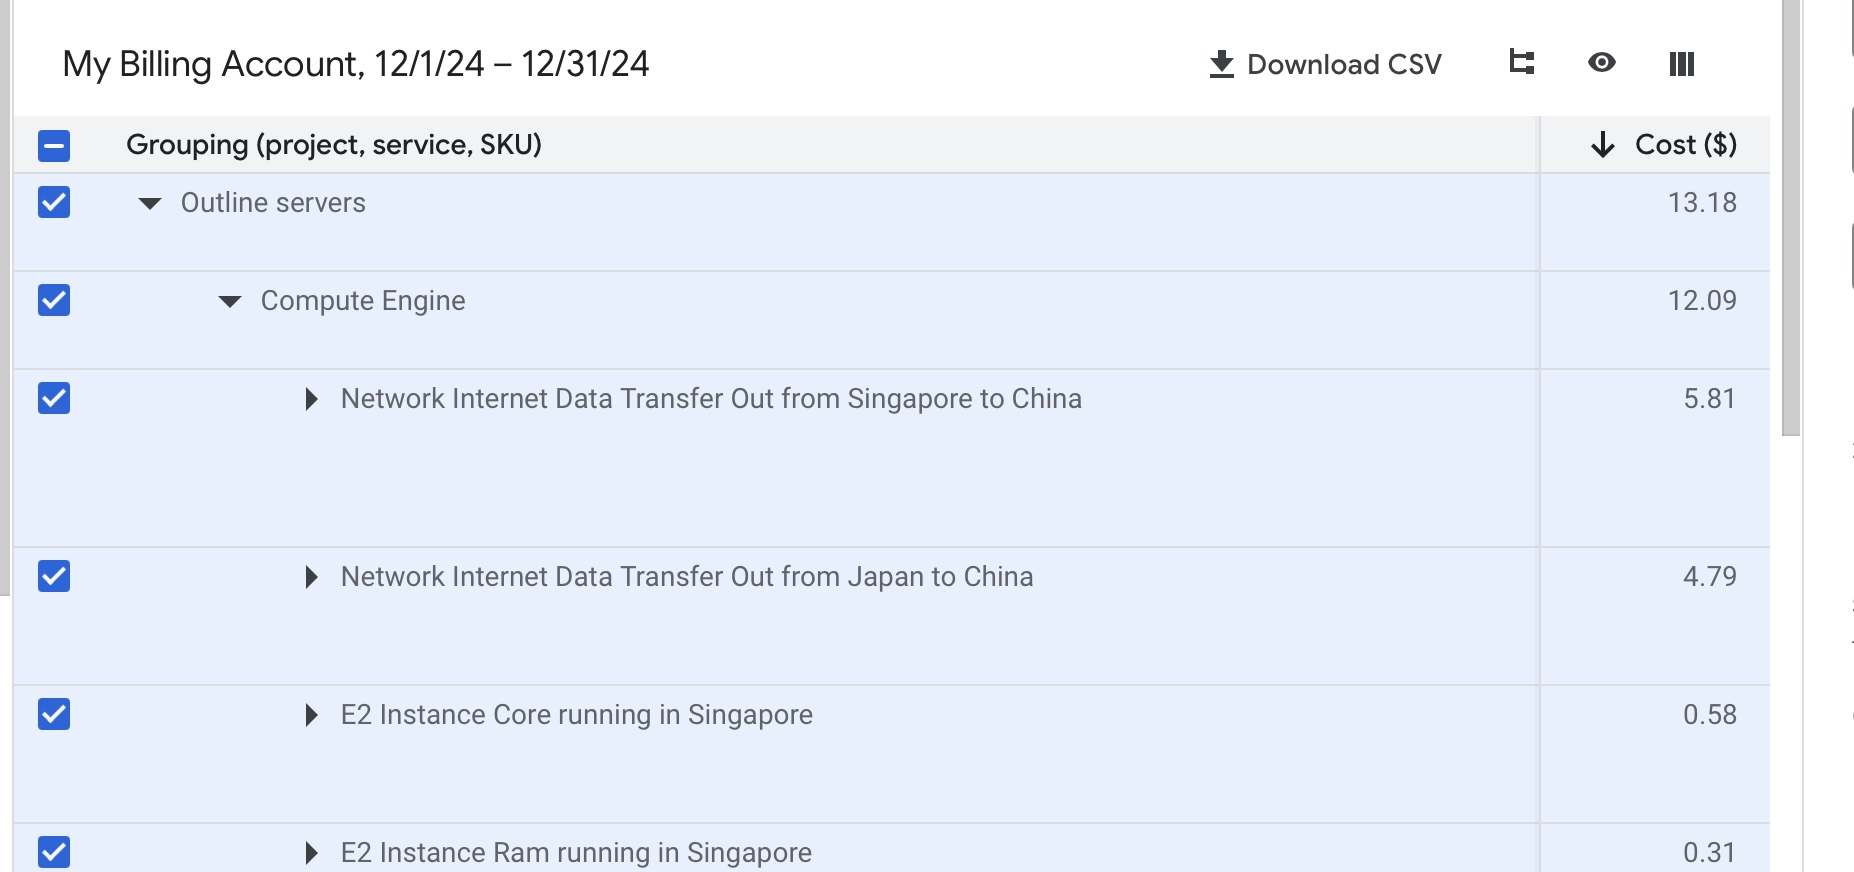 My Billing Account, 12/1/24 – 12/31/24
Download CSV
Grouping (project, service, SKU)
Cost ($)
Outline servers
13.18
Compute Engine
12.09
Network Internet Data Transfer Out from Singapore to China
5.81
Network Internet Data Transfer Out from Japan to China
4.79
E2 Instance Core running in Singapore
0.58
E2 Instance Ram running in Singapore
0.31